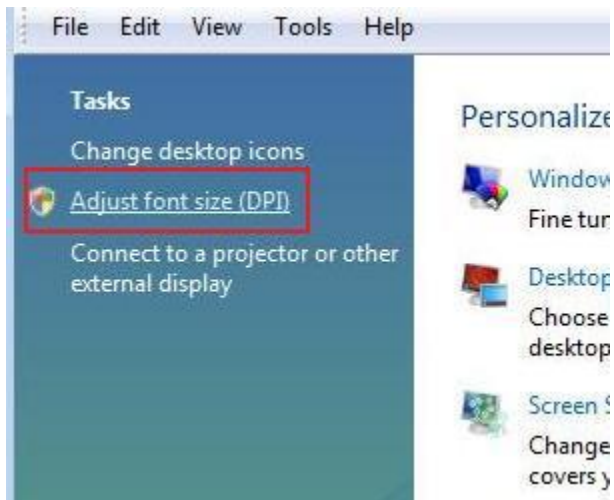 File Edit View Tools Help
Tasks
Change desktop icons
Adjust font size (DPI)
Connect to a projector or other
external display
Personalize
Window
Fine tun
Desktop
Choose
desktop
Screen S
Change
covers y